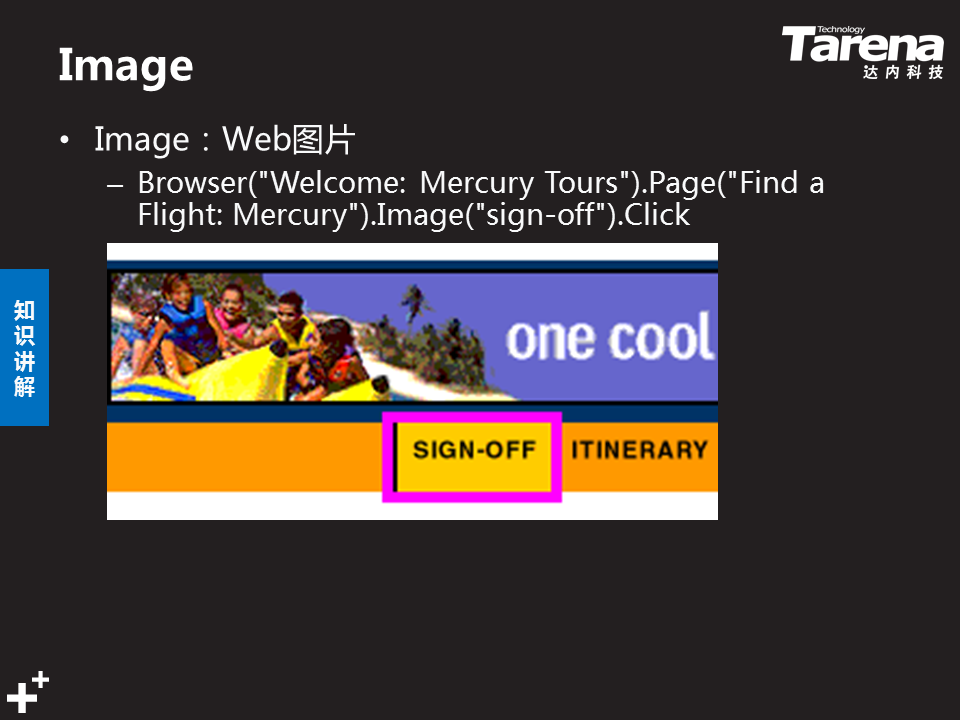 Image
Technology
Tarena
达内科技
• Image：Web图片
– Browser("Welcome: Mercury Tours").Page("Find a
Flight: Mercury").Image("sign-off").Click
知识讲解
one cool
SIGN-OFF ITINERARY